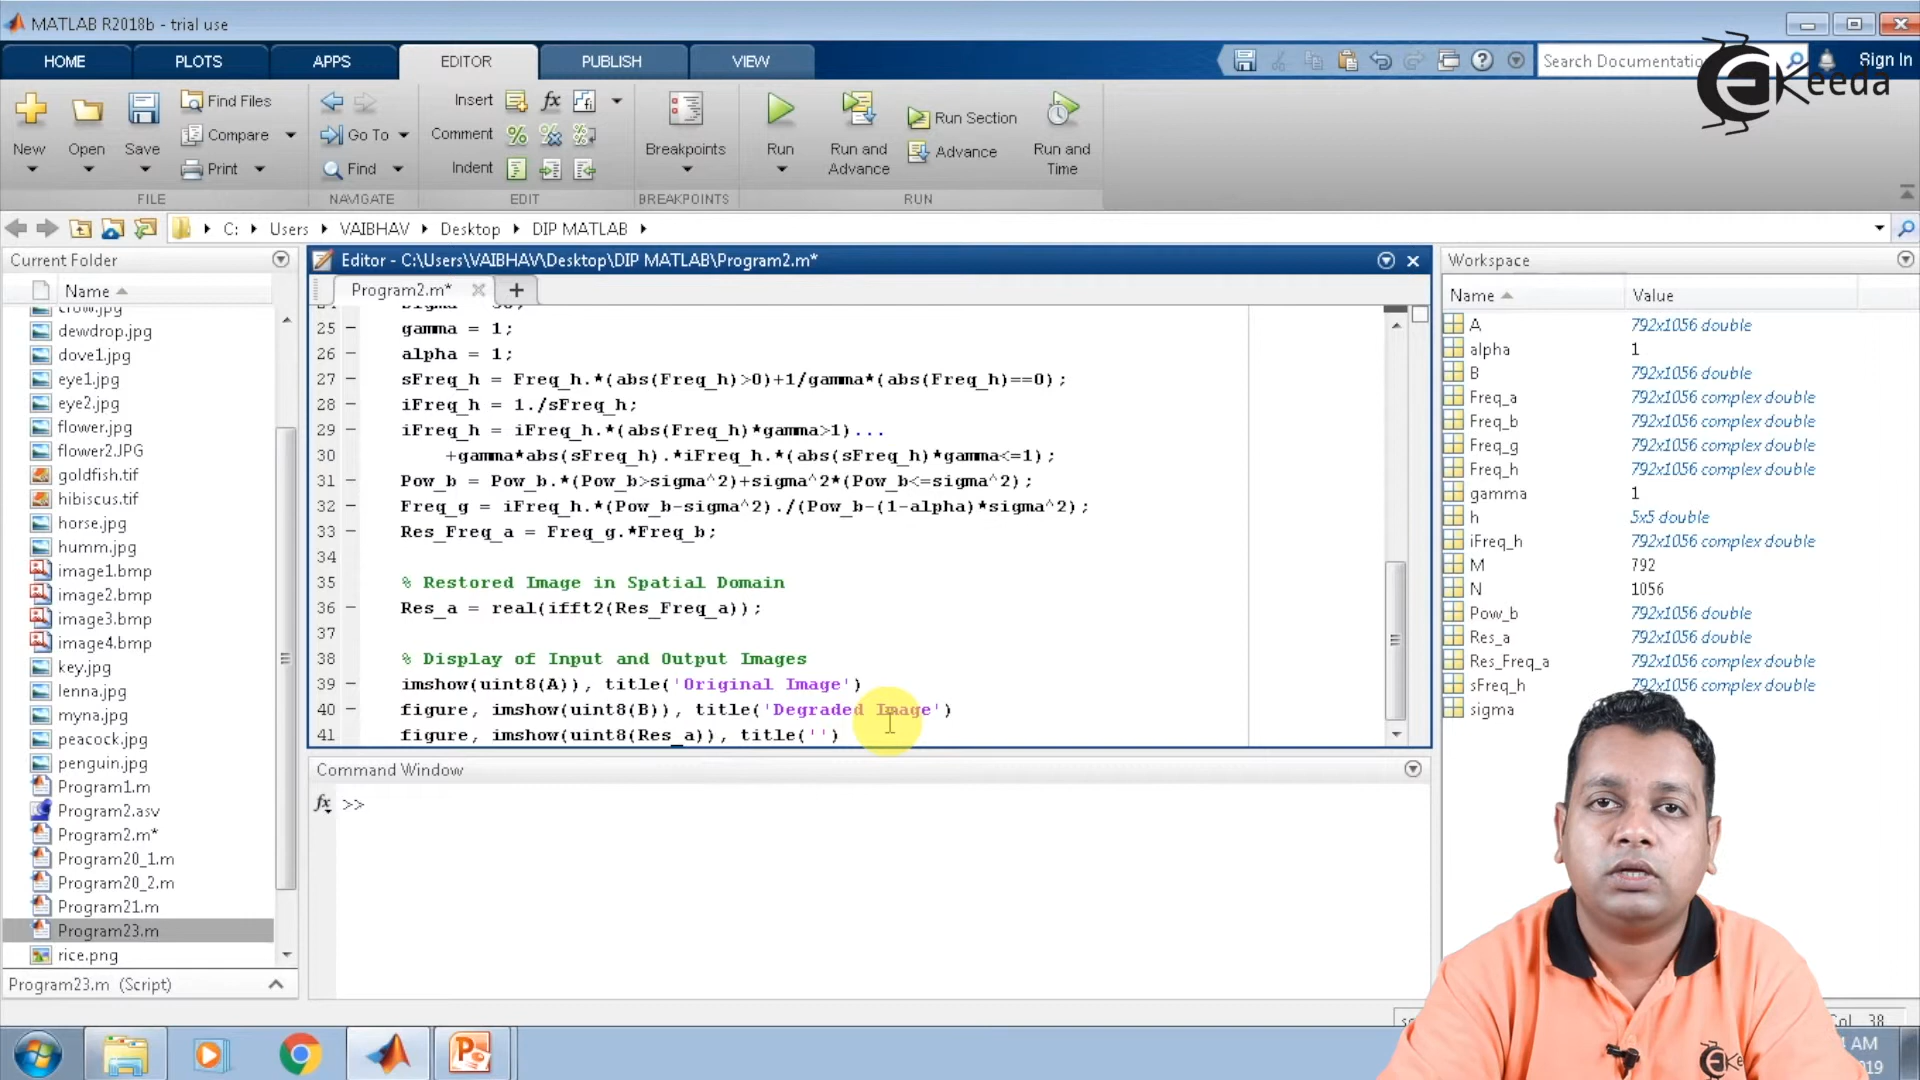 MATLAB R2018b - trial use
HOME
PLOTS
APPS
EDITOR
PUBLISH
VIEW
Search Documentation
Sign In
eKeeda
New
Open
Save
Find Files
Compare
Print
FILE
Go To
Find
NAVIGATE
Insert
Comment
Indent
EDIT
Breakpoints
BREAKPOINTS
Run
Run and Advance
Run Section
Advance
Run and Time
RUN
C: Users VAIBHAV Desktop DIP MATLAB
Current Folder
Name
crow.jpg
dewdrop.jpg
dove1.jpg
eye1.jpg
eye2.jpg
flower.jpg
flower2.JPG
goldfish.tif
hibiscus.tif
horse.jpg
humm.jpg
image1.bmp
image2.bmp
image3.bmp
image4.bmp
key.jpg
lenna.jpg
myna.jpg
peacock.jpg
penguin.jpg
Program1.m
Program2.asv
Program2.m*
Program20_1.m
Program20_2.m
Program21.m
Program23.m
rice.png
Program23.m (Script)
Editor - C:\Users\VAIBHAV\Desktop\DIP MATLAB\Program2.m*
Program2.m*
25 gamma = 1;
26 alpha = 1;
27 sFreq_h = Freq_h.*(abs(Freq_h)>0)+1/gamma*(abs(Freq_h)==0);
28 iFreq_h = 1./sFreq_h;
29 iFreq_h = iFreq_h.*(abs(Freq_h)*gamma>1)...
30 +gamma*abs(sFreq_h).*iFreq_h.*(abs(sFreq_h)*gamma<=1);
31 Pow_b = Pow_b.*(Pow_b>sigma^2)+sigma^2*(Pow_b<=sigma^2);
32 Freq_g = iFreq_h.*(Pow_b-sigma^2)./(Pow_b-(1-alpha)*sigma^2);
33 Res_Freq_a = Freq_g.*Freq_b;
34
35 % Restored Image in Spatial Domain
36 Res_a = real(ifft2(Res_Freq_a));
37
38 % Display of Input and Output Images
39 imshow(uint8(A)), title('Original Image')
40 figure, imshow(uint8(B)), title('Degraded Image')
41 figure, imshow(uint8(Res_a)), title('')
Command Window
fx >>
Workspace
Name Value
A 792x1056 double
alpha 1
B 792x1056 double
Freq_a 792x1056 complex double
Freq_b 792x1056 complex double
Freq_g 792x1056 complex double
Freq_h 792x1056 complex double
gamma 1
h 5x5 double
iFreq_h 792x1056 complex double
M 792
N 1056
Pow_b 792x1056 double
Res_a 792x1056 double
Res_Freq_a 792x1056 complex double
sFreq_h 792x1056 complex double
sigma
Col 38
AM